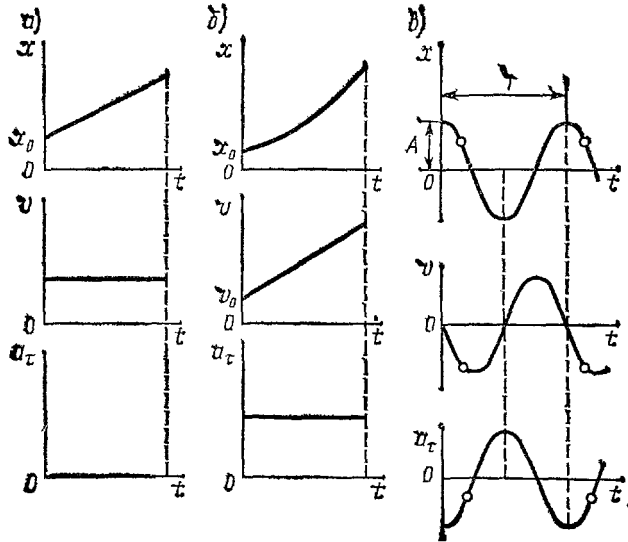 а) б) в)
x x x
T
A
x₀ x₀
0 t 0 t 0 t
v v v
v₀
0 t 0 t 0 t
a_τ a_τ a_τ
0 t 0 t 0 t